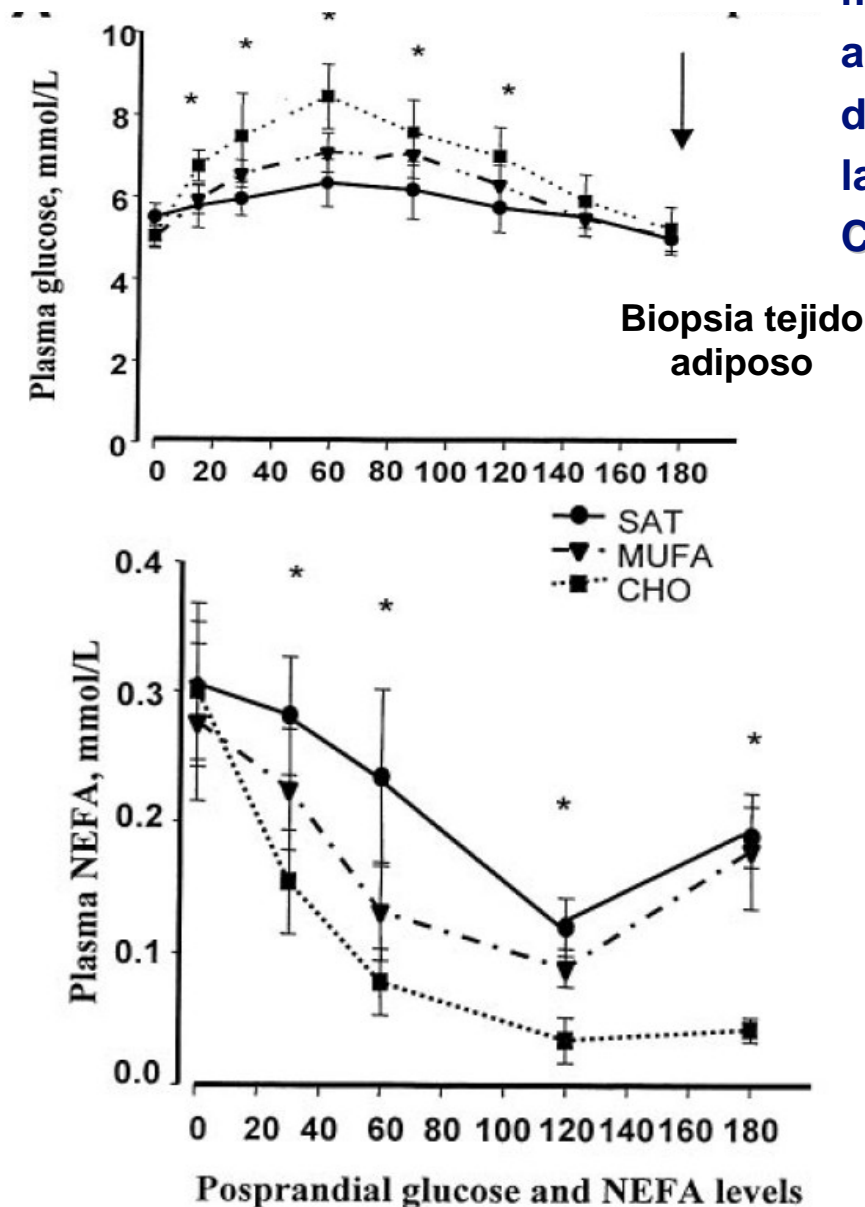 *
*
*
*
*
10
8
6
4
2
0
Plasma glucose, mmol/L
0 20 40 60 80 100 120 140 160 180
a
d
la
C
Biopsia tejido
adiposo
SAT
MUFA
CHO
0.4
0.3
0.2
0.1
0.0
Plasma NEFA, mmol/L
*
*
*
*
0 20 40 60 80 100 120 140 160 180
Posprandial glucose and NEFA levels